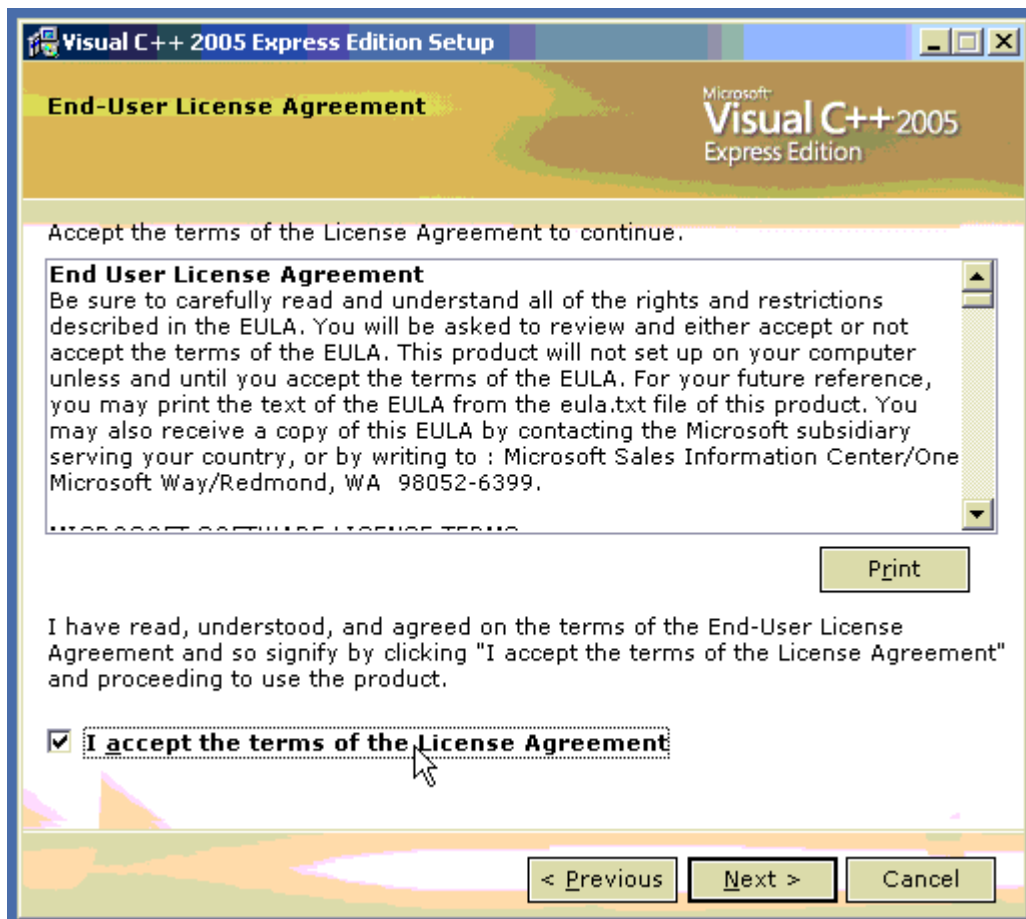 Visual C++ 2005 Express Edition Setup
End-User License Agreement
Microsoft
Visual C++ 2005
Express Edition
Accept the terms of the License Agreement to continue.
End User License Agreement
Be sure to carefully read and understand all of the rights and restrictions
described in the EULA. You will be asked to review and either accept or not
accept the terms of the EULA. This product will not set up on your computer
unless and until you accept the terms of the EULA. For your future reference,
you may print the text of the EULA from the eula.txt file of this product. You
may also receive a copy of this EULA by contacting the Microsoft subsidiary
serving your country, or by writing to : Microsoft Sales Information Center/One
Microsoft Way/Redmond, WA  98052-6399.
MICROSOFT SOFTWARE LICENSE TERMS
Print
I have read, understood, and agreed on the terms of the End-User License
Agreement and so signify by clicking "I accept the terms of the License Agreement"
and proceeding to use the product.
I accept the terms of the License Agreement
< Previous
Next >
Cancel